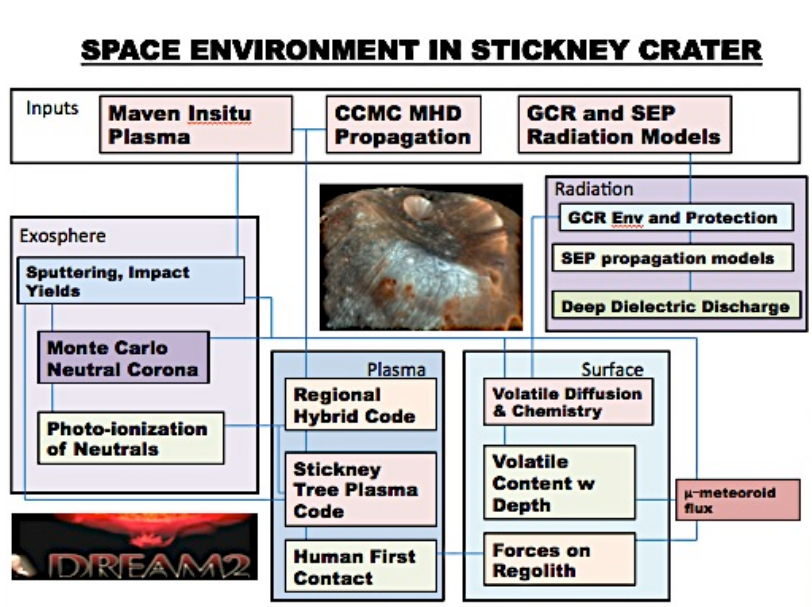 SPACE ENVIRONMENT IN STICKNEY CRATER
Inputs
Maven Insitu
Plasma
CCMC MHD
Propagation
GCR and SEP
Radiation Models
Radiation
GCR Env and Protection
SEP propagation models
Deep Dielectric Discharge
Exosphere
Sputtering, Impact
Yields
Monte Carlo
Neutral Corona
Photo-ionization
of Neutrals
Plasma
Regional
Hybrid Code
Stickney
Tree Plasma
Code
Human First
Contact
Surface
Volatile Diffusion
& Chemistry
Volatile
Content w
Depth
Forces on
Regolith
μ-meteoroid
flux
DREAM2